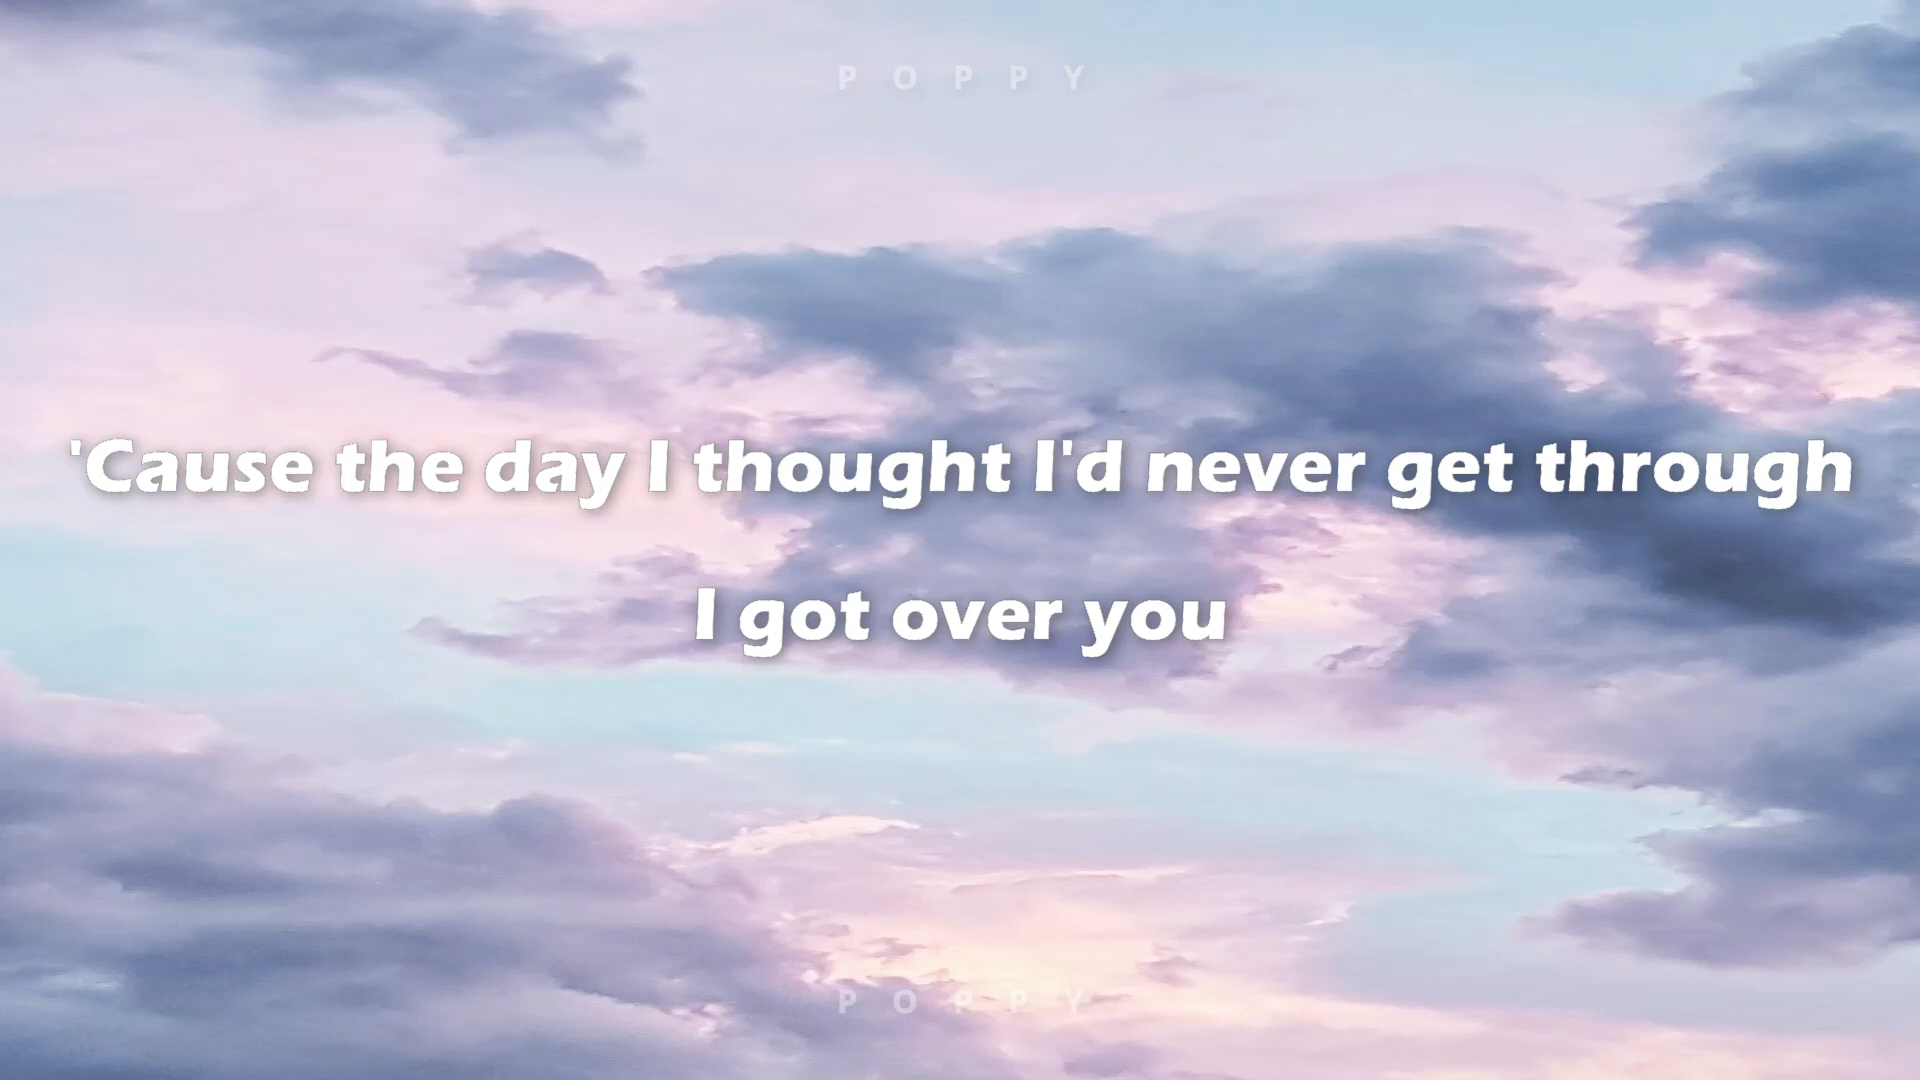 POPPY
'Cause the day I thought I'd never get through
I got over you
POPPY